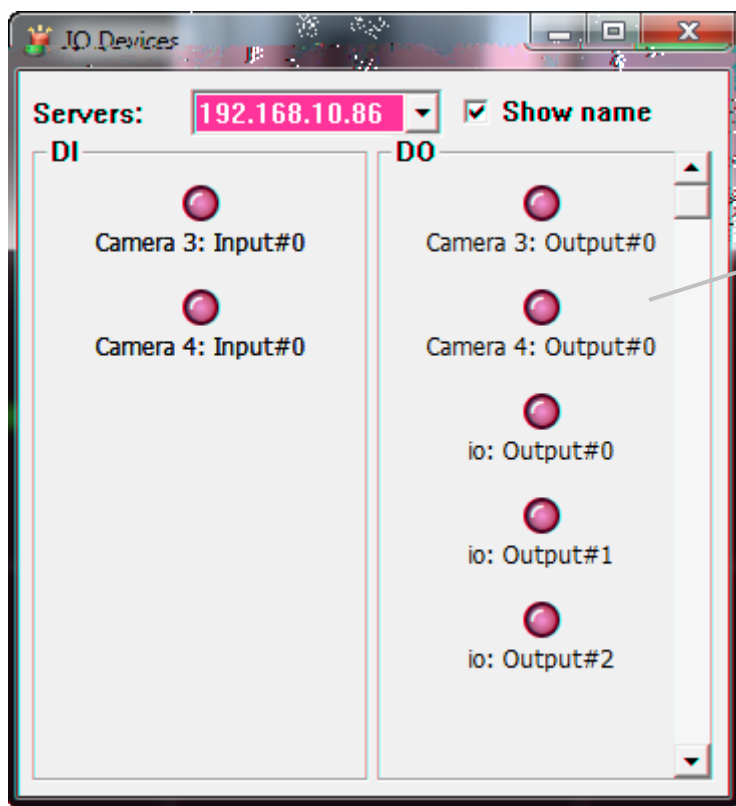 IO Devices
Servers: 192.168.10.86 Show name
DI
Camera 3: Input#0
Camera 4: Input#0
DO
Camera 3: Output#0
Camera 4: Output#0
io: Output#0
io: Output#1
io: Output#2